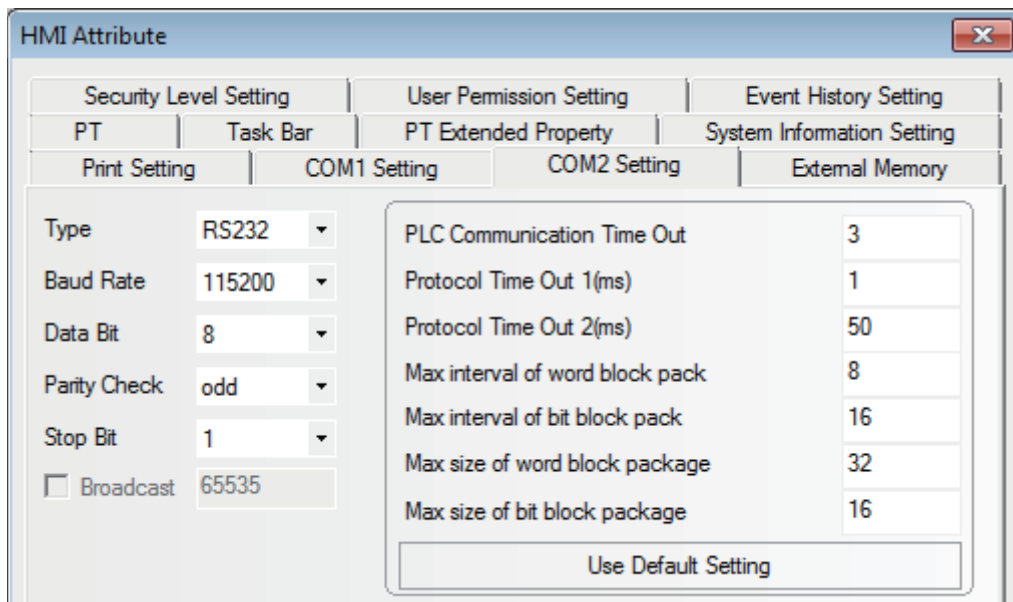 HMI Attribute
Security Level Setting User Permission Setting Event History Setting
PT Task Bar PT Extended Property System Information Setting
Print Setting COM1 Setting COM2 Setting External Memory
Type RS232
Baud Rate 115200
Data Bit 8
Parity Check odd
Stop Bit 1
Broadcast 65535
PLC Communication Time Out 3
Protocol Time Out 1(ms) 1
Protocol Time Out 2(ms) 50
Max interval of word block pack 8
Max interval of bit block pack 16
Max size of word block package 32
Max size of bit block package 16
Use Default Setting